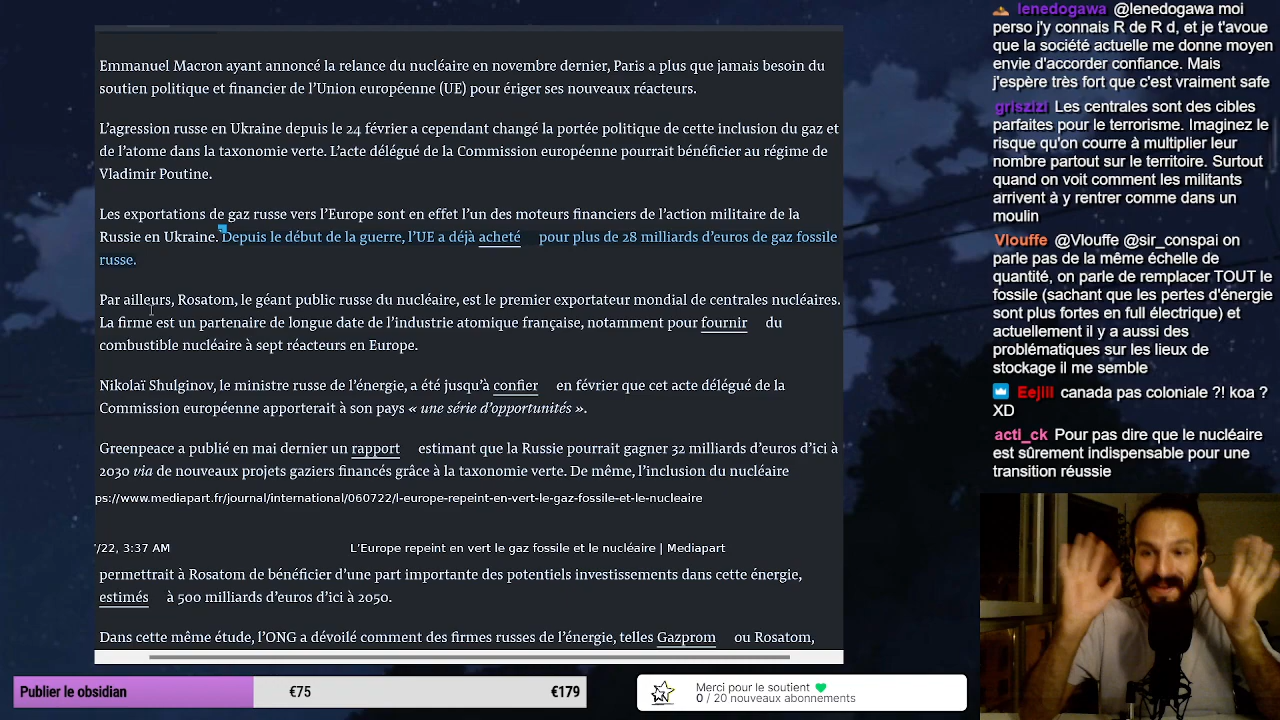 Emmanuel Macron ayant annoncé la relance du nucléaire en novembre dernier, Paris a plus que jamais besoin du
soutien politique et financier de l’Union européenne (UE) pour ériger ses nouveaux réacteurs.
L’agression russe en Ukraine depuis le 24 février a cependant changé la portée politique de cette inclusion du gaz et
de l’atome dans la taxonomie verte. L’acte délégué de la Commission européenne pourrait bénéficier au régime de
Vladimir Poutine.
Les exportations de gaz russe vers l’Europe sont en effet l’un des moteurs financiers de l’action militaire de la
Russie en Ukraine. Depuis le début de la guerre, l’UE a déjà acheté pour plus de 28 milliards d’euros de gaz fossile
russe.
Par ailleurs, Rosatom, le géant public russe du nucléaire, est le premier exportateur mondial de centrales nucléaires.
La firme est un partenaire de longue date de l’industrie atomique française, notamment pour fournir du
combustible nucléaire à sept réacteurs en Europe.
Nikolaï Shulginov, le ministre russe de l’énergie, a été jusqu’à confier en février que cet acte délégué de la
Commission européenne apporterait à son pays « une série d’opportunités ».
Greenpeace a publié en mai dernier un rapport estimant que la Russie pourrait gagner 32 milliards d’euros d’ici à
2030 via de nouveaux projets gaziers financés grâce à la taxonomie verte. De même, l’inclusion du nucléaire
ps://www.mediapart.fr/journal/international/060722/l-europe-repeint-en-vert-le-gaz-fossile-et-le-nucleaire
/22, 3:37 AM L’Europe repeint en vert le gaz fossile et le nucléaire | Mediapart
permettrait à Rosatom de bénéficier d’une part importante des potentiels investissements dans cette énergie,
estimés à 500 milliards d’euros d’ici à 2050.
Dans cette même étude, l’ONG a dévoilé comment des firmes russes de l’énergie, telles Gazprom ou Rosatom,
lenedogawa @lenedogawa moi
perso j'y connais R de R d, et je t'avoue
que la société actuelle me donne moyen
envie d'accorder confiance. Mais
j'espère très fort que c'est vraiment safe
griszizi Les centrales sont des cibles
parfaites pour le terrorisme. Imaginez le
risque qu'on courre à multiplier leur
nombre partout sur le territoire. Surtout
quand on voit comment les militants
arrivent à y rentrer comme dans un
moulin
Vlouffe @Vlouffe @sir_conspai on
parle pas de la même échelle de
quantité, on parle de remplacer TOUT le
fossile (sachant que les pertes d'énergie
sont plus fortes en full électrique) et
actuellement il y a aussi des
problématiques sur les lieux de
stockage il me semble
Eejiil canada pas coloniale ?! koa ?
XD
acti_ck Pour pas dire que le nucléaire
est sûrement indispensable pour une
transition réussie
Publier le obsidian €75 €179
Merci pour le soutient
0 / 20 nouveaux abonnements